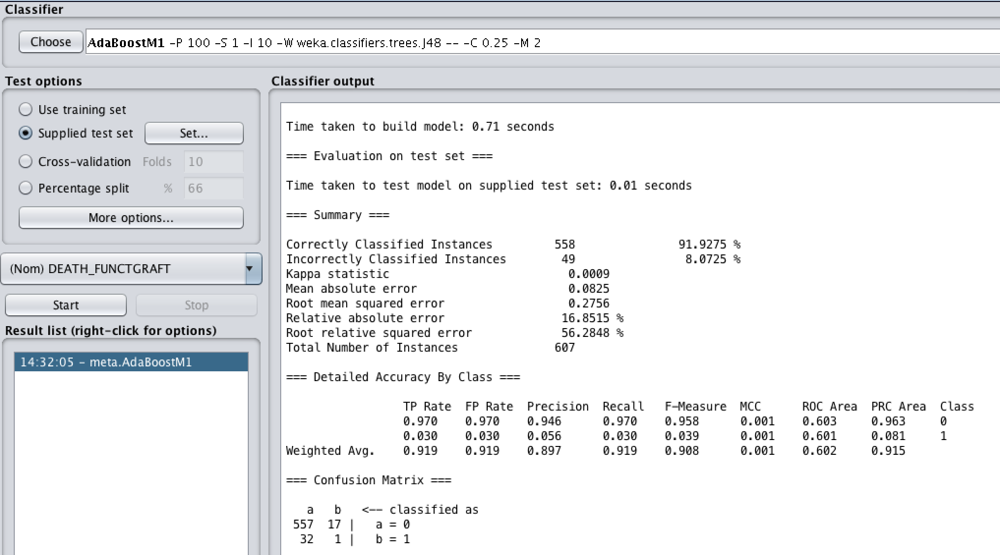 Classifier
Choose AdaBoostM1 -P 100 -S 1 -I 10 -W weka.classifiers.trees.J48 -- -C 0.25 -M 2
Test options
Use training set
Supplied test set Set...
Cross-validation Folds 10
Percentage split % 66
More options...
(Nom) DEATH_FUNCTGRAFT
Start Stop
Result list (right-click for options)
14:32:05 - meta.AdaBoostM1
Classifier output
Time taken to build model: 0.71 seconds
=== Evaluation on test set ===
Time taken to test model on supplied test set: 0.01 seconds
=== Summary ===
Correctly Classified Instances 558 91.9275 %
Incorrectly Classified Instances 49 8.0725 %
Kappa statistic 0.0009
Mean absolute error 0.0825
Root mean squared error 0.2756
Relative absolute error 16.8515 %
Root relative squared error 56.2848 %
Total Number of Instances 607
=== Detailed Accuracy By Class ===
TP Rate FP Rate Precision Recall F-Measure MCC ROC Area PRC Area Class
0.970 0.970 0.946 0.970 0.958 0.001 0.603 0.963 0
0.030 0.030 0.056 0.030 0.039 0.001 0.601 0.081 1
Weighted Avg. 0.919 0.919 0.897 0.919 0.908 0.001 0.602 0.915
=== Confusion Matrix ===
a b <-- classified as
557 17 | a = 0
32 1 | b = 1